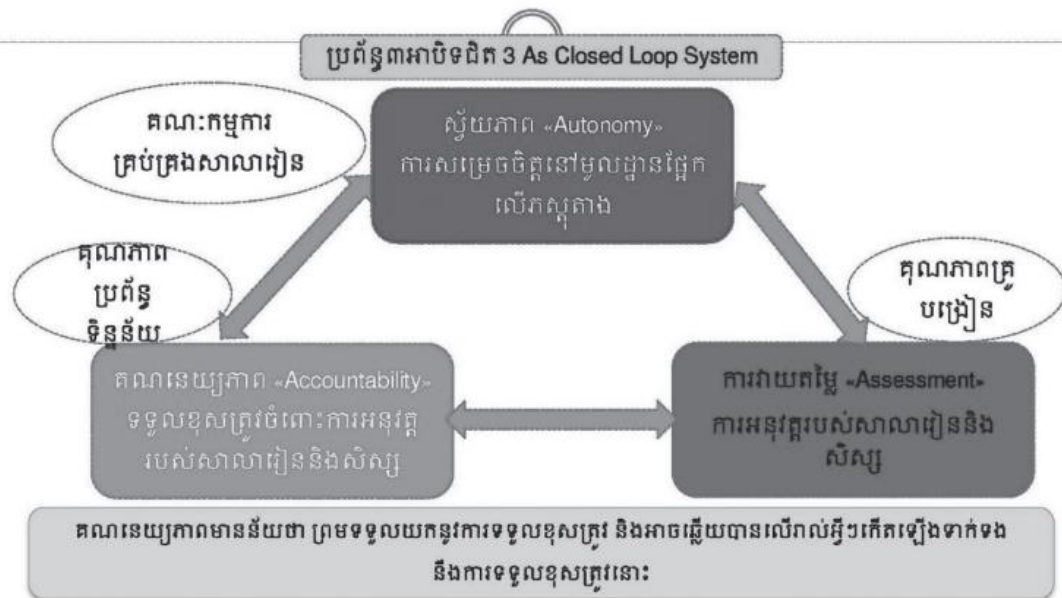 ប្រព័ន្ធ៣អាបិទជិត 3 As Closed Loop System
គណៈកម្មការ
គ្រប់គ្រងសាលារៀន
ស្វ័យភាព «Autonomy»
ការសម្រេចចិត្តនៅមូលដ្ឋានផ្អែក
លើភស្តុតាង
គុណភាព
ប្រព័ន្ធ
ទិន្នន័យ
គុណភាពគ្រូ
បង្រៀន
គណនេយ្យភាព «Accountability»
ទទួលខុសត្រូវចំពោះការអនុវត្ត
របស់សាលារៀននិងសិស្ស
ការវាយតម្លៃ «Assessment»
ការអនុវត្តរបស់សាលារៀននិង
សិស្ស
គណនេយ្យភាពមានន័យថា ព្រមទទួលយកនូវការទទួលខុសត្រូវ និងអាចឆ្លើយបានលើរាល់អ្វីៗកើតឡើងទាក់ទង
នឹងការទទួលខុសត្រូវនោះ